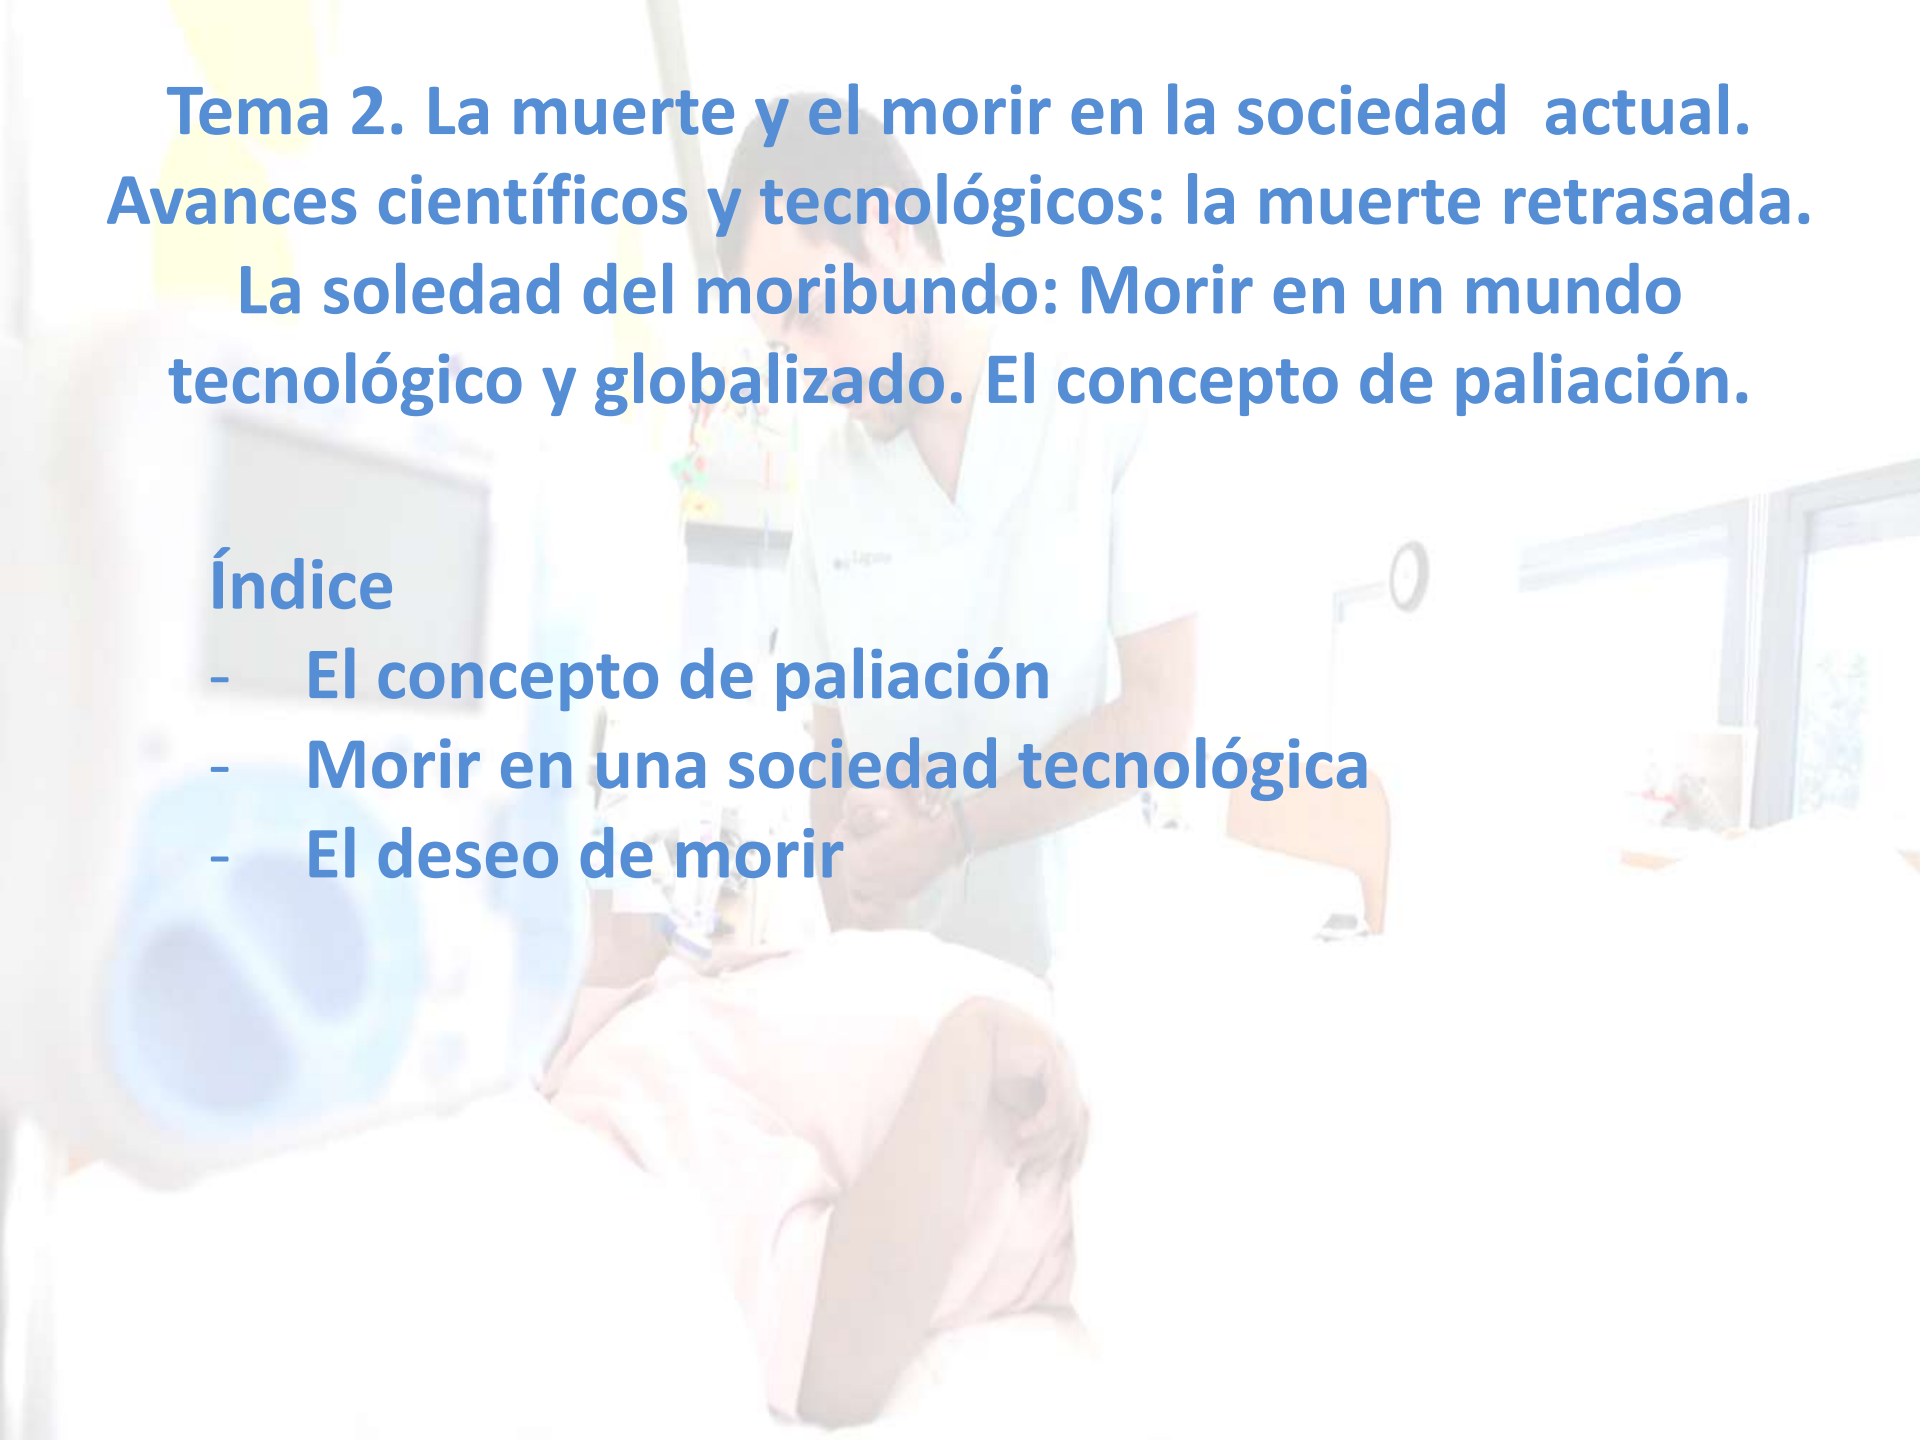 Tema 2. La muerte y el morir en la sociedad  actual.
Avances científicos y tecnológicos: la muerte retrasada.
La soledad del moribundo: Morir en un mundo
tecnológico y globalizado. El concepto de paliación.
Índice
- El concepto de paliación
- Morir en una sociedad tecnológica
- El deseo de morir
Laguna